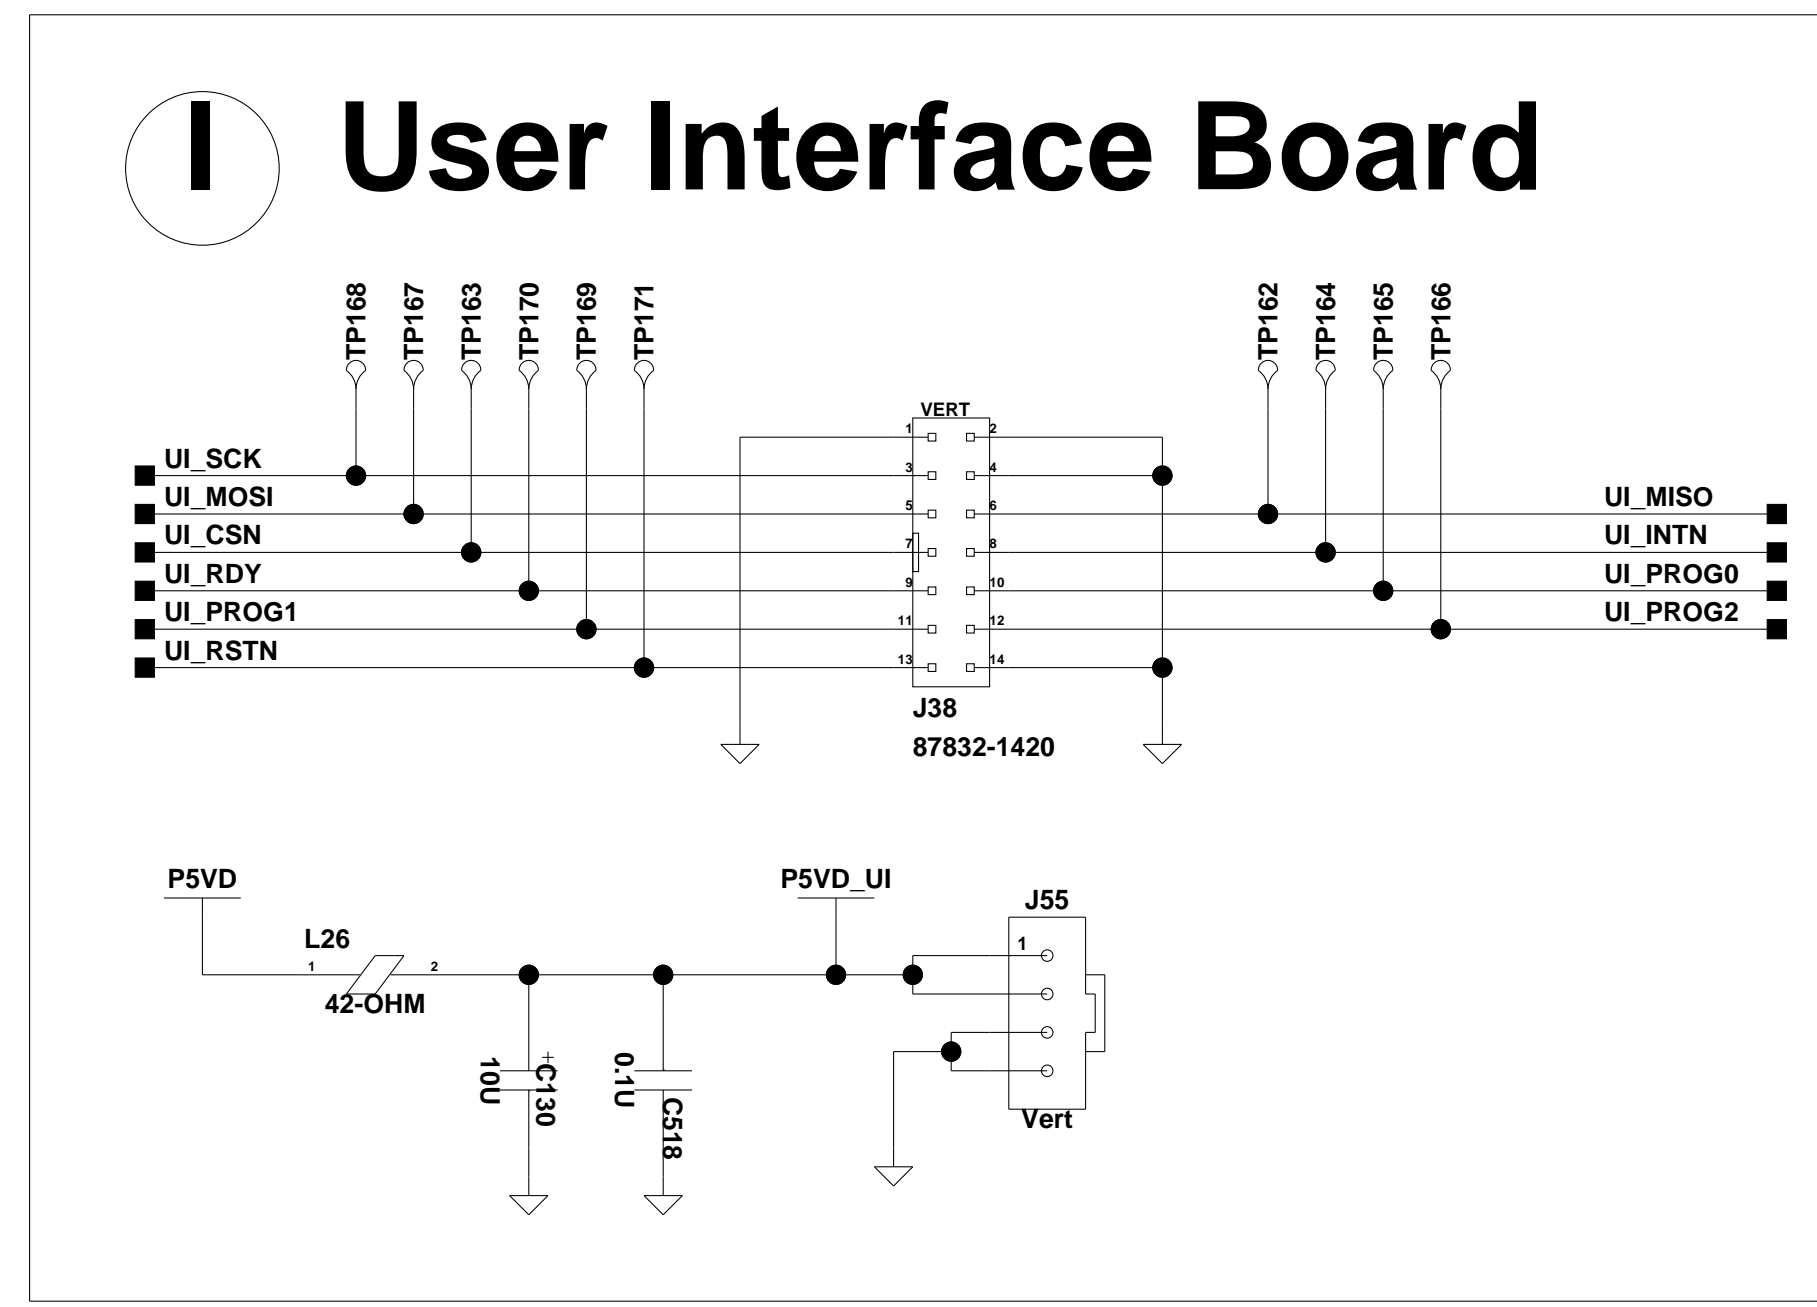 I User Interface Board
TP168 TP167 TP163 TP170 TP169 TP171 TP162 TP164 TP165 TP166
VERT
1 2
UI_SCK 3 4
UI_MOSI 5 6 UI_MISO
UI_CSN 7 8 UI_INTN
UI_RDY 9 10 UI_PROG0
UI_PROG1 11 12 UI_PROG2
UI_RSTN 13 14
J38
87832-1420
P5VD P5VD_UI J55
L26 1
1 2
42-OHM
10U +C130 0.1U C518
Vert